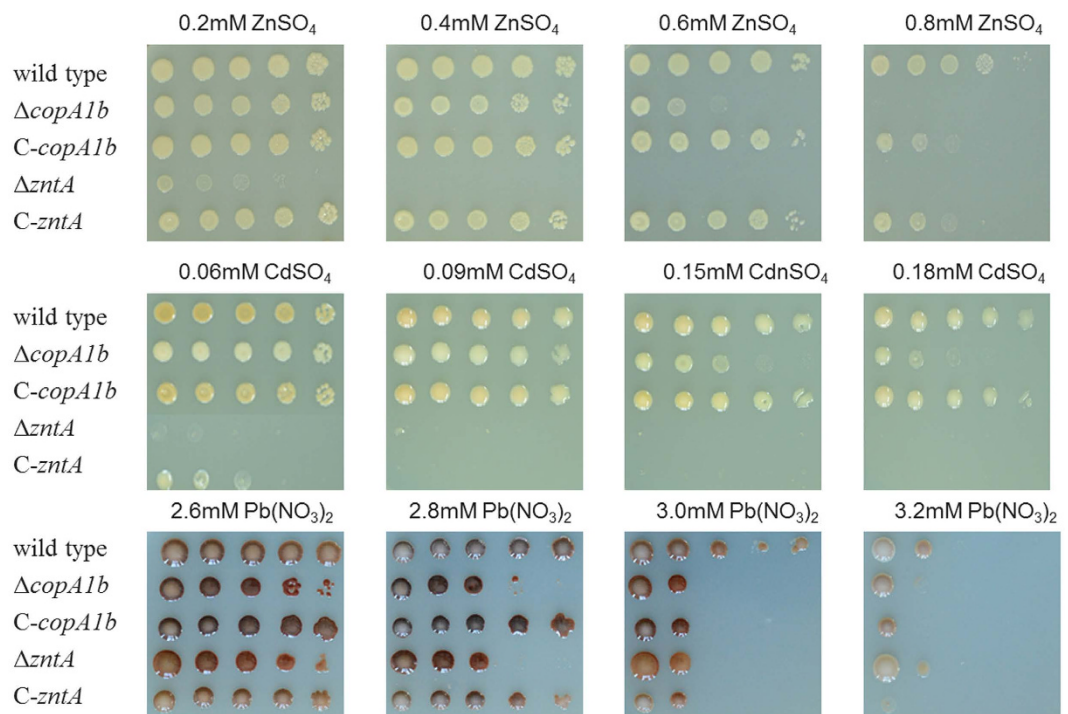 0.2mM ZnSO₄ 0.4mM ZnSO₄ 0.6mM ZnSO₄ 0.8mM ZnSO₄
wild type
ΔcopA1b
C-copA1b
ΔzntA
C-zntA
0.06mM CdSO₄ 0.09mM CdSO₄ 0.15mM CdnSO₄ 0.18mM CdSO₄
wild type
ΔcopA1b
C-copA1b
ΔzntA
C-zntA
2.6mM Pb(NO₃)₂ 2.8mM Pb(NO₃)₂ 3.0mM Pb(NO₃)₂ 3.2mM Pb(NO₃)₂
wild type
ΔcopA1b
C-copA1b
ΔzntA
C-zntA